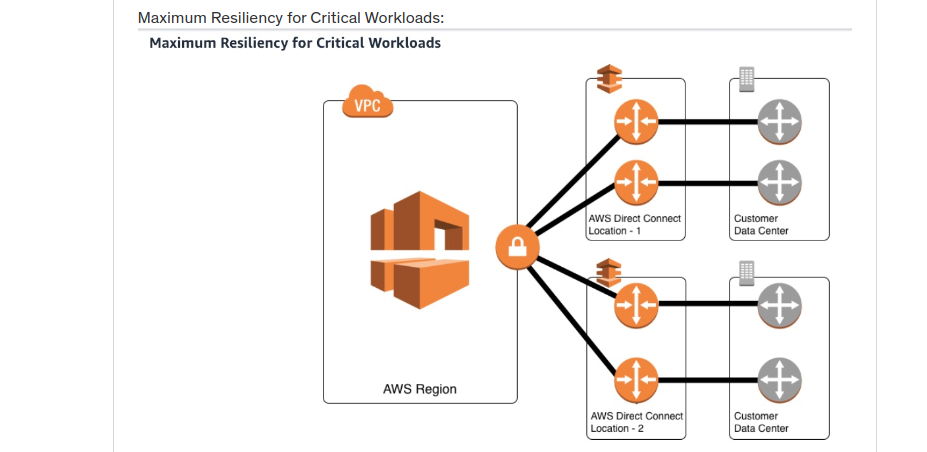 Maximum Resiliency for Critical Workloads:
Maximum Resiliency for Critical Workloads
VPC
AWS Direct Connect
Location - 1
Customer
Data Center
AWS Region
AWS Direct Connect
Location - 2
Customer
Data Center